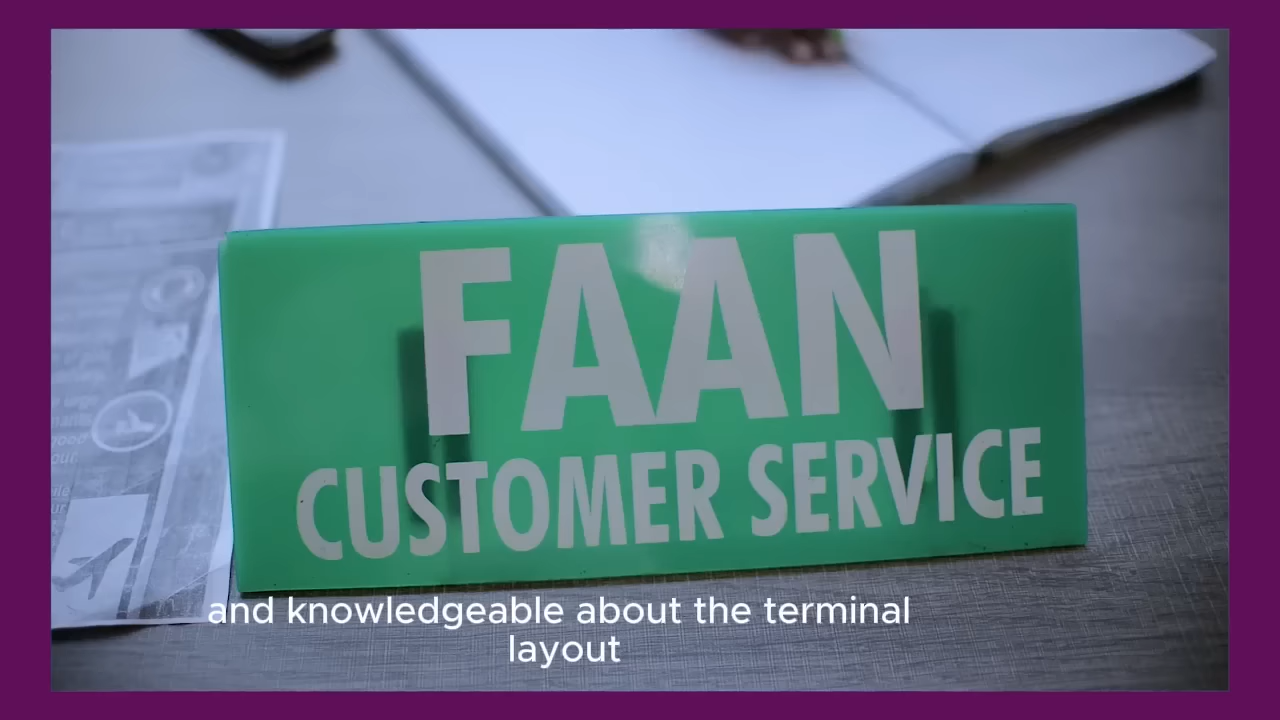 FAAN
CUSTOMER SERVICE
and knowledgeable about the terminal
layout